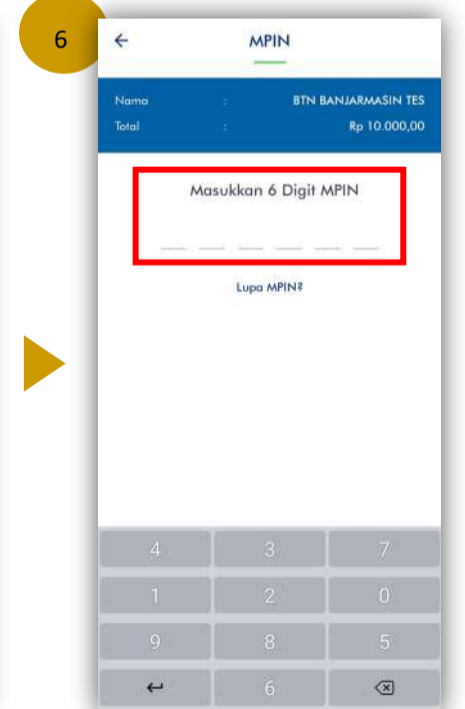 6
MPIN
Nama : BTN BANJARMASIN TES
Total : Rp 10.000,00
Masukkan 6 Digit MPIN
Lupa MPIN?
4 3 7
1 2 0
9 8 5
6